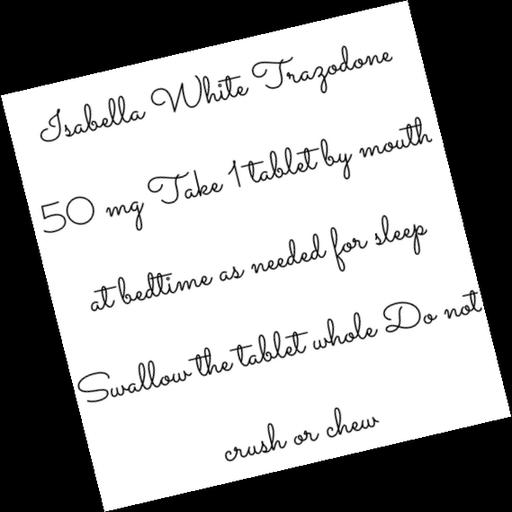 Isabella White Trazodone
50 mg Take 1 tablet by mouth
at bedtime as needed for sleep
Swallow the tablet whole Do not
crush or chew